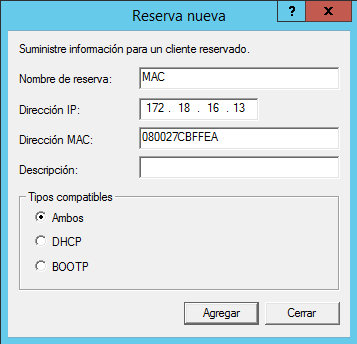 Reserva nueva
?
x
Suministre información para un cliente reservado.
Nombre de reserva: MAC
Dirección IP: 172 . 18 . 16 . 13
Dirección MAC: 080027CBFFEA
Descripción:
Tipos compatibles
Ambos
DHCP
BOOTP
Agregar Cerrar